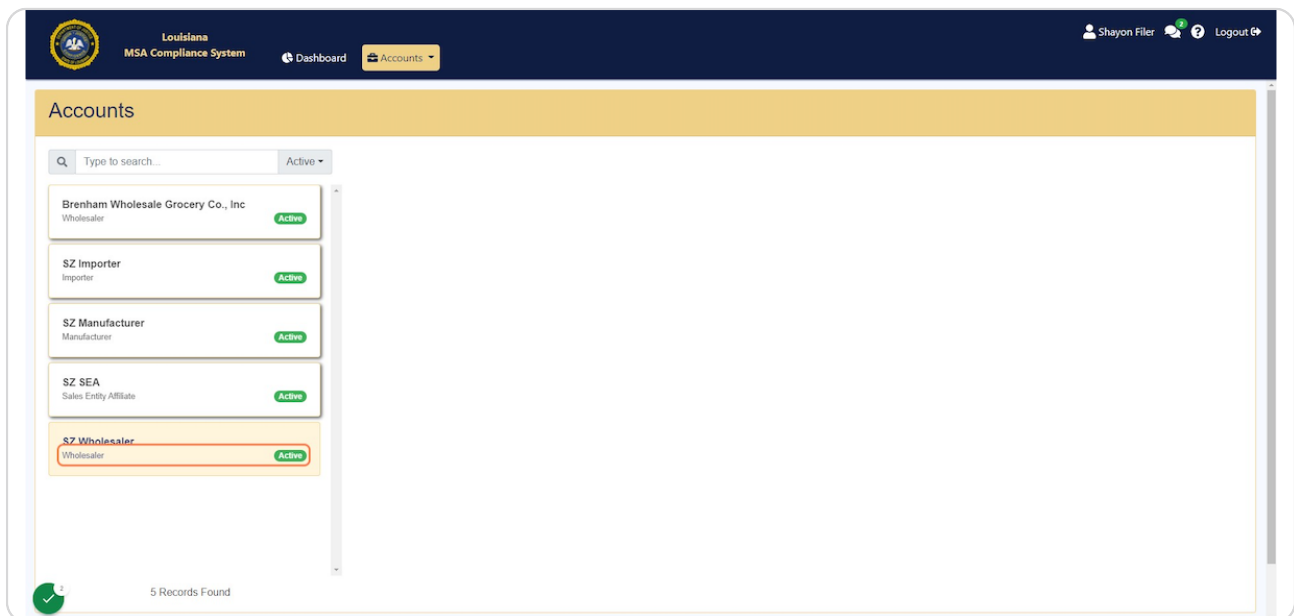 Louisiana
MSA Compliance System
Dashboard
Accounts
Shayon Filer
2
Logout
Accounts
Type to search...
Active
Brenham Wholesale Grocery Co., Inc
Wholesaler
Active
SZ Importer
Importer
Active
SZ Manufacturer
Manufacturer
Active
SZ SEA
Sales Entity Affiliate
Active
SZ Wholesaler
Wholesaler
Active
2
5 Records Found